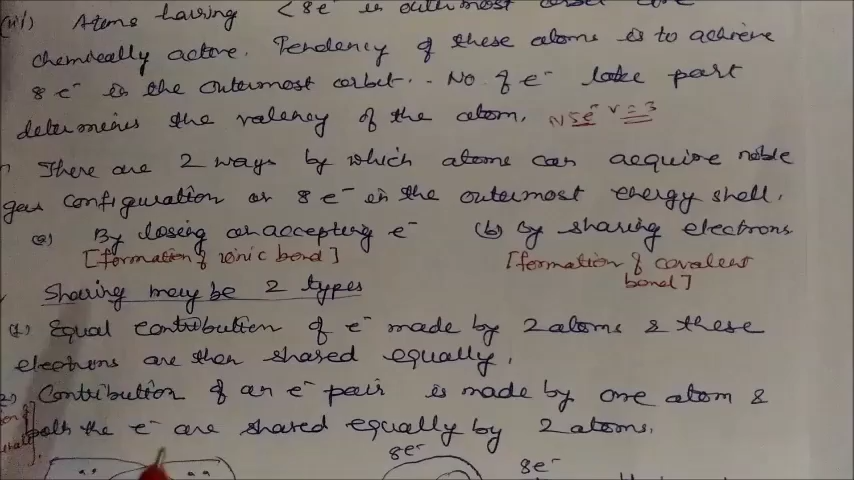 (iii) Atoms having <8e⁻ in outermost orbit are
chemically active. Tendency of these atoms is to achieve
8 e⁻ in the outermost orbit. No. of e⁻ take part
determines the valency of the atom. N 5e⁻ V = 3
There are 2 ways by which atoms can acquire noble
gas configuration or 8 e⁻ in the outermost energy shell.
(a) By losing or accepting e⁻ (b) by sharing electrons
[formation of ionic bond] [formation of covalent
bond]
Sharing may be 2 types
(1.) Equal contribution of e⁻ made by 2 atoms & these
electrons are then shared equally.
2) Contribution of an e⁻ pair is made by one atom &
both the e⁻ are shared equally by 2 atoms.
8e⁻
8e⁻